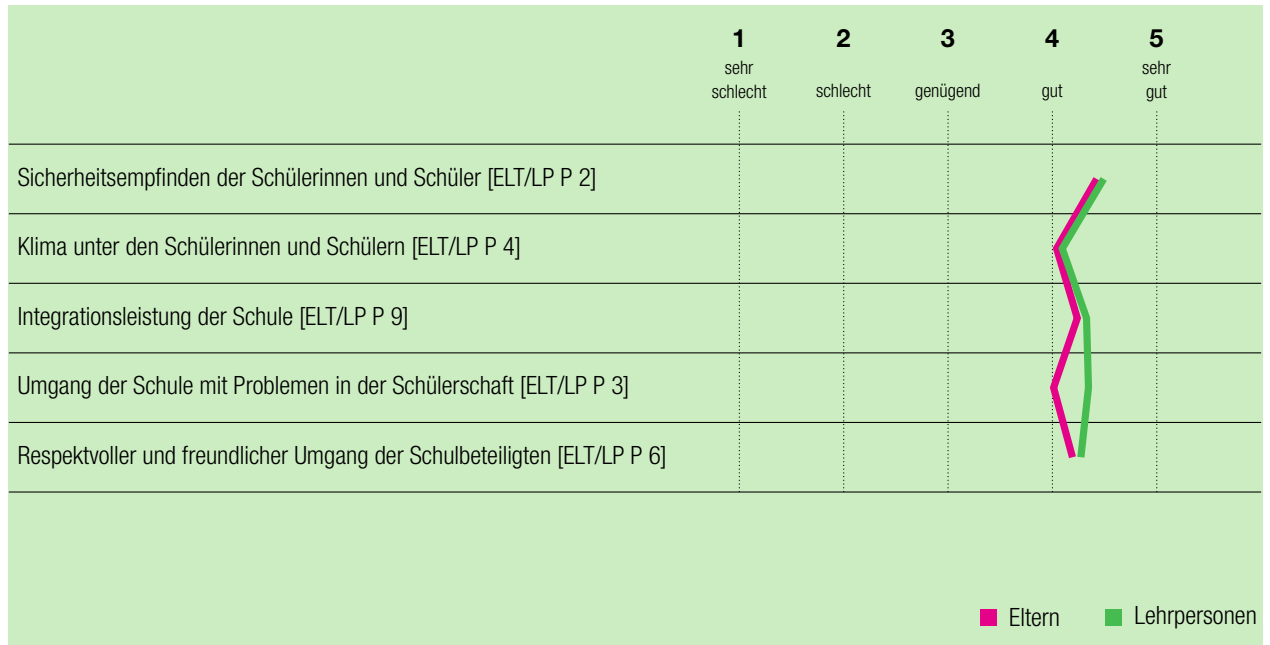 1 2 3 4 5
sehr schlecht schlecht genügend gut sehr gut
Sicherheitsempfinden der Schülerinnen und Schüler [ELT/LP P 2]
Klima unter den Schülerinnen und Schülern [ELT/LP P 4]
Integrationsleistung der Schule [ELT/LP P 9]
Umgang der Schule mit Problemen in der Schülerschaft [ELT/LP P 3]
Respektvoller und freundlicher Umgang der Schulbeteiligten [ELT/LP P 6]
Eltern Lehrpersonen